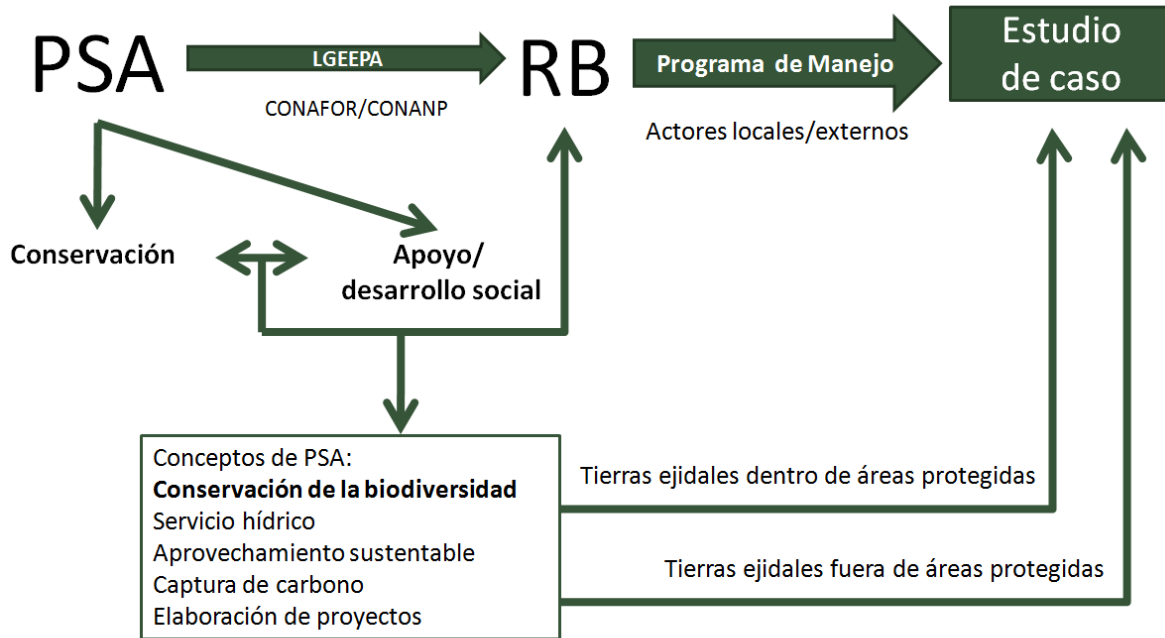 PSA
LGEEPA
CONAFOR/CONANP
RB
Programa de Manejo
Actores locales/externos
Estudio
de caso
Conservación
Apoyo/
desarrollo social
Conceptos de PSA:
Conservación de la biodiversidad
Servicio hídrico
Aprovechamiento sustentable
Captura de carbono
Elaboración de proyectos
Tierras ejidales dentro de áreas protegidas
Tierras ejidales fuera de áreas protegidas